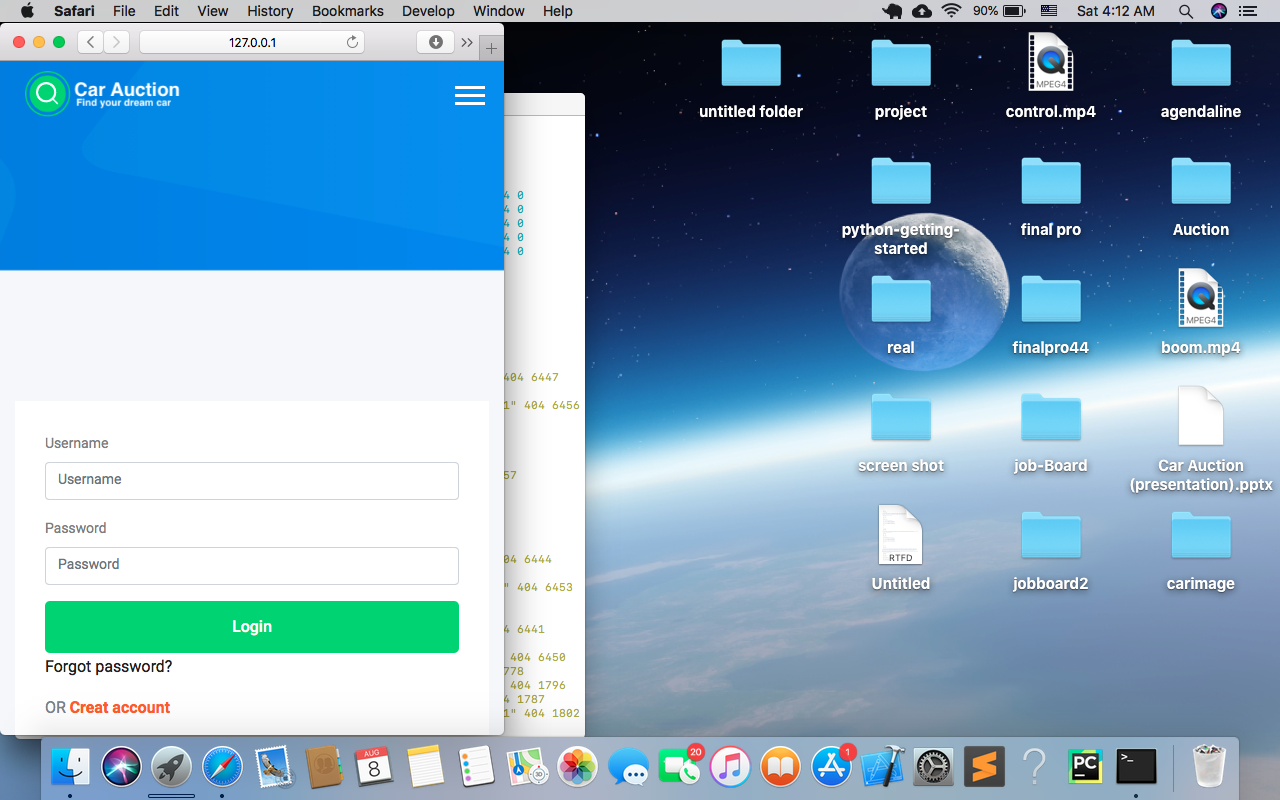 Safari File Edit View History Bookmarks Develop Window Help 90% Sat 4:12 AM
127.0.0.1
Car Auction
Find your dream car
4 0
4 0
4 0
4 0
4 0
404 6447
1" 404 6456
57
04 6444
" 404 6453
4 6441
404 6450
778
404 1796
4 1787
1" 404 1802
Username
Username
Password
Password
Login
Forgot password?
OR Creat account
untitled folder
project
MPEG4
control.mp4
agendaline
python-getting-
started
final pro
Auction
real
finalpro44
MPEG4
boom.mp4
screen shot
job-Board
Car Auction
(presentation).pptx
RTFD
Untitled
jobboard2
carimage
AUG
8
20
1
PC
>_